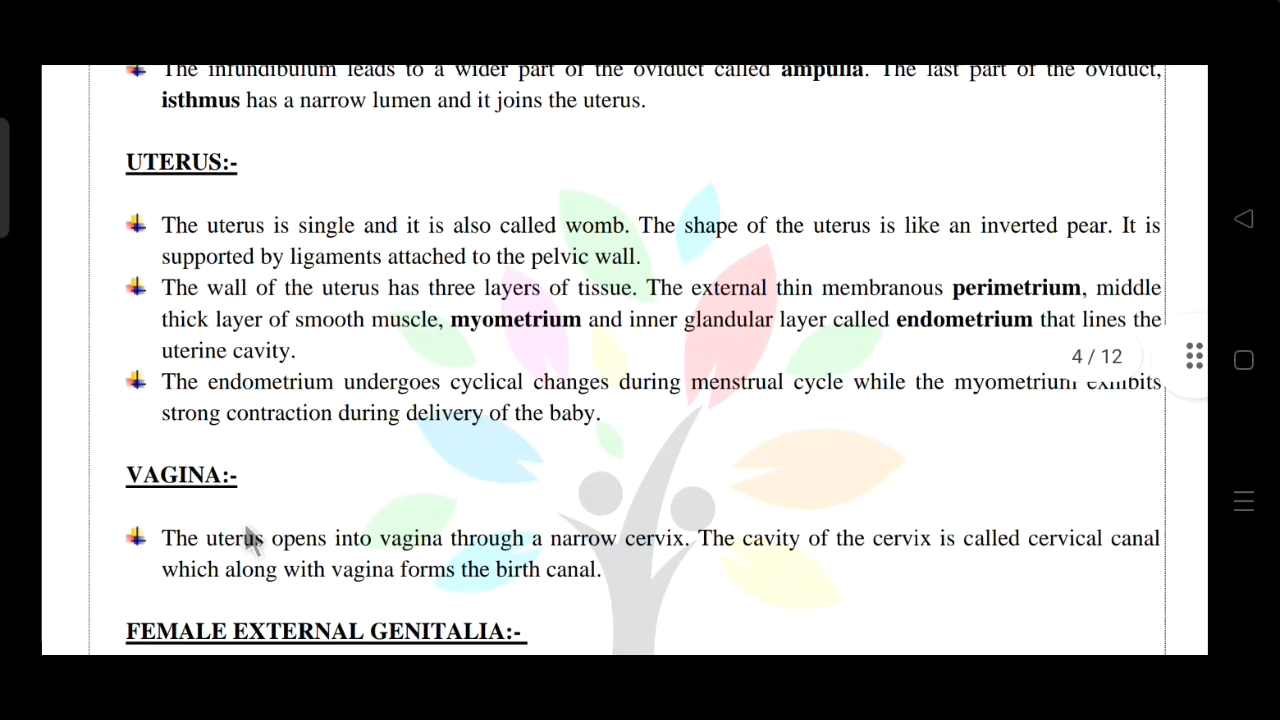 The infundibulum leads to a wider part of the oviduct called ampulla. The last part of the oviduct,
isthmus has a narrow lumen and it joins the uterus.
UTERUS:-
The uterus is single and it is also called womb. The shape of the uterus is like an inverted pear. It is
supported by ligaments attached to the pelvic wall.
The wall of the uterus has three layers of tissue. The external thin membranous perimetrium, middle
thick layer of smooth muscle, myometrium and inner glandular layer called endometrium that lines the
uterine cavity.
4 / 12
The endometrium undergoes cyclical changes during menstrual cycle while the myometrium exhibits
strong contraction during delivery of the baby.
VAGINA:-
The uterus opens into vagina through a narrow cervix. The cavity of the cervix is called cervical canal
which along with vagina forms the birth canal.
FEMALE EXTERNAL GENITALIA:-